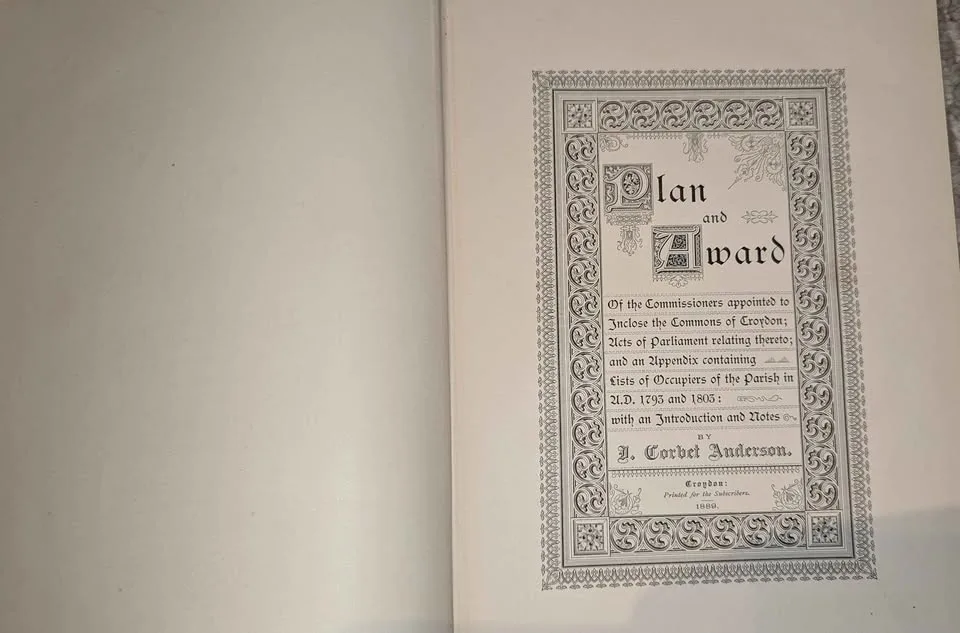 Plan
and
Award
Of the Commissioners appointed to
Inclose the Commons of Croydon;
Acts of Parliament relating thereto;
and an Appendix containing
Lists of Occupiers of the Parish in
A.D. 1793 and 1803:
with an Introduction and Notes
BY
J. Corbet Anderson.
Croydon:
Printed for the Subscribers.
1889.